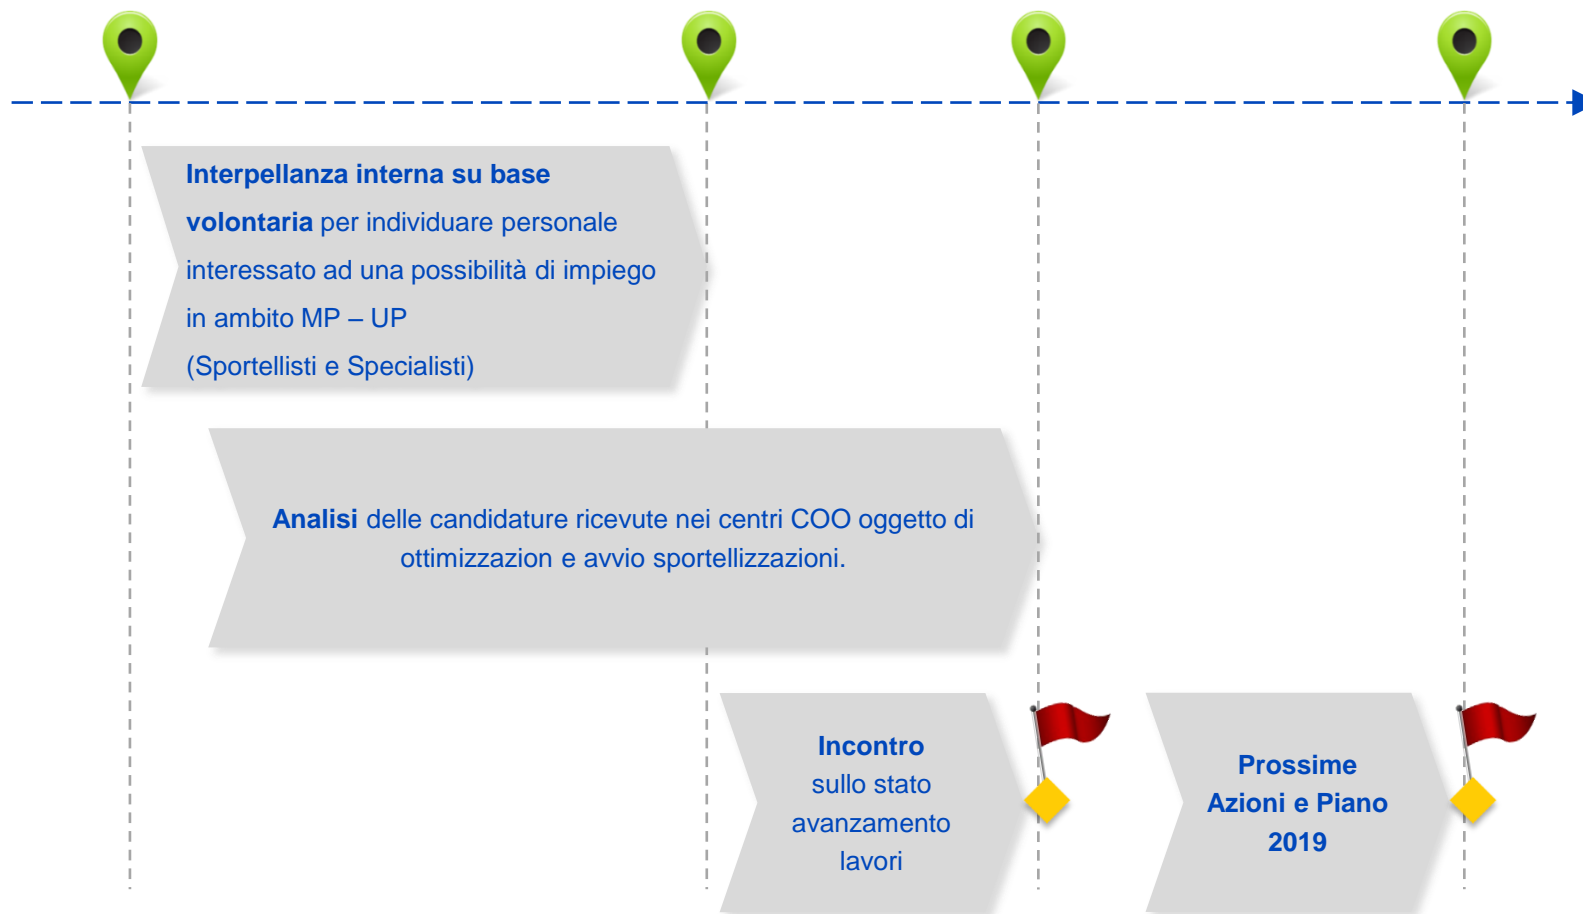 Interpellanza interna su base
volontaria per individuare personale
interessato ad una possibilità di impiego
in ambito MP – UP
(Sportellisti e Specialisti)
Analisi delle candidature ricevute nei centri COO oggetto di
ottimizzazion e avvio sportellizzazioni.
Incontro
sullo stato
avanzamento
lavori
Prossime
Azioni e Piano
2019